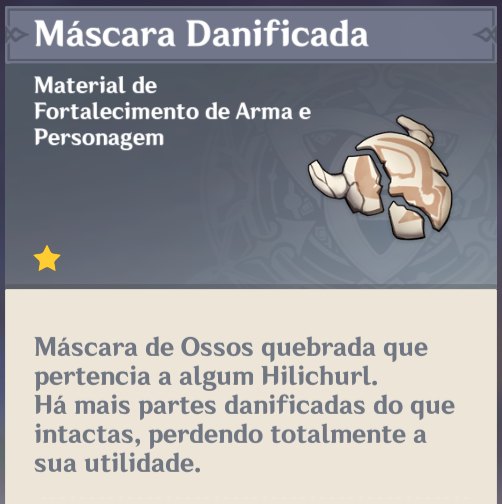 Máscara Danificada
Material de
Fortalecimento de Arma e
Personagem
Máscara de Ossos quebrada que
pertencia a algum Hilichurl.
Há mais partes danificadas do que
intactas, perdendo totalmente a
sua utilidade.